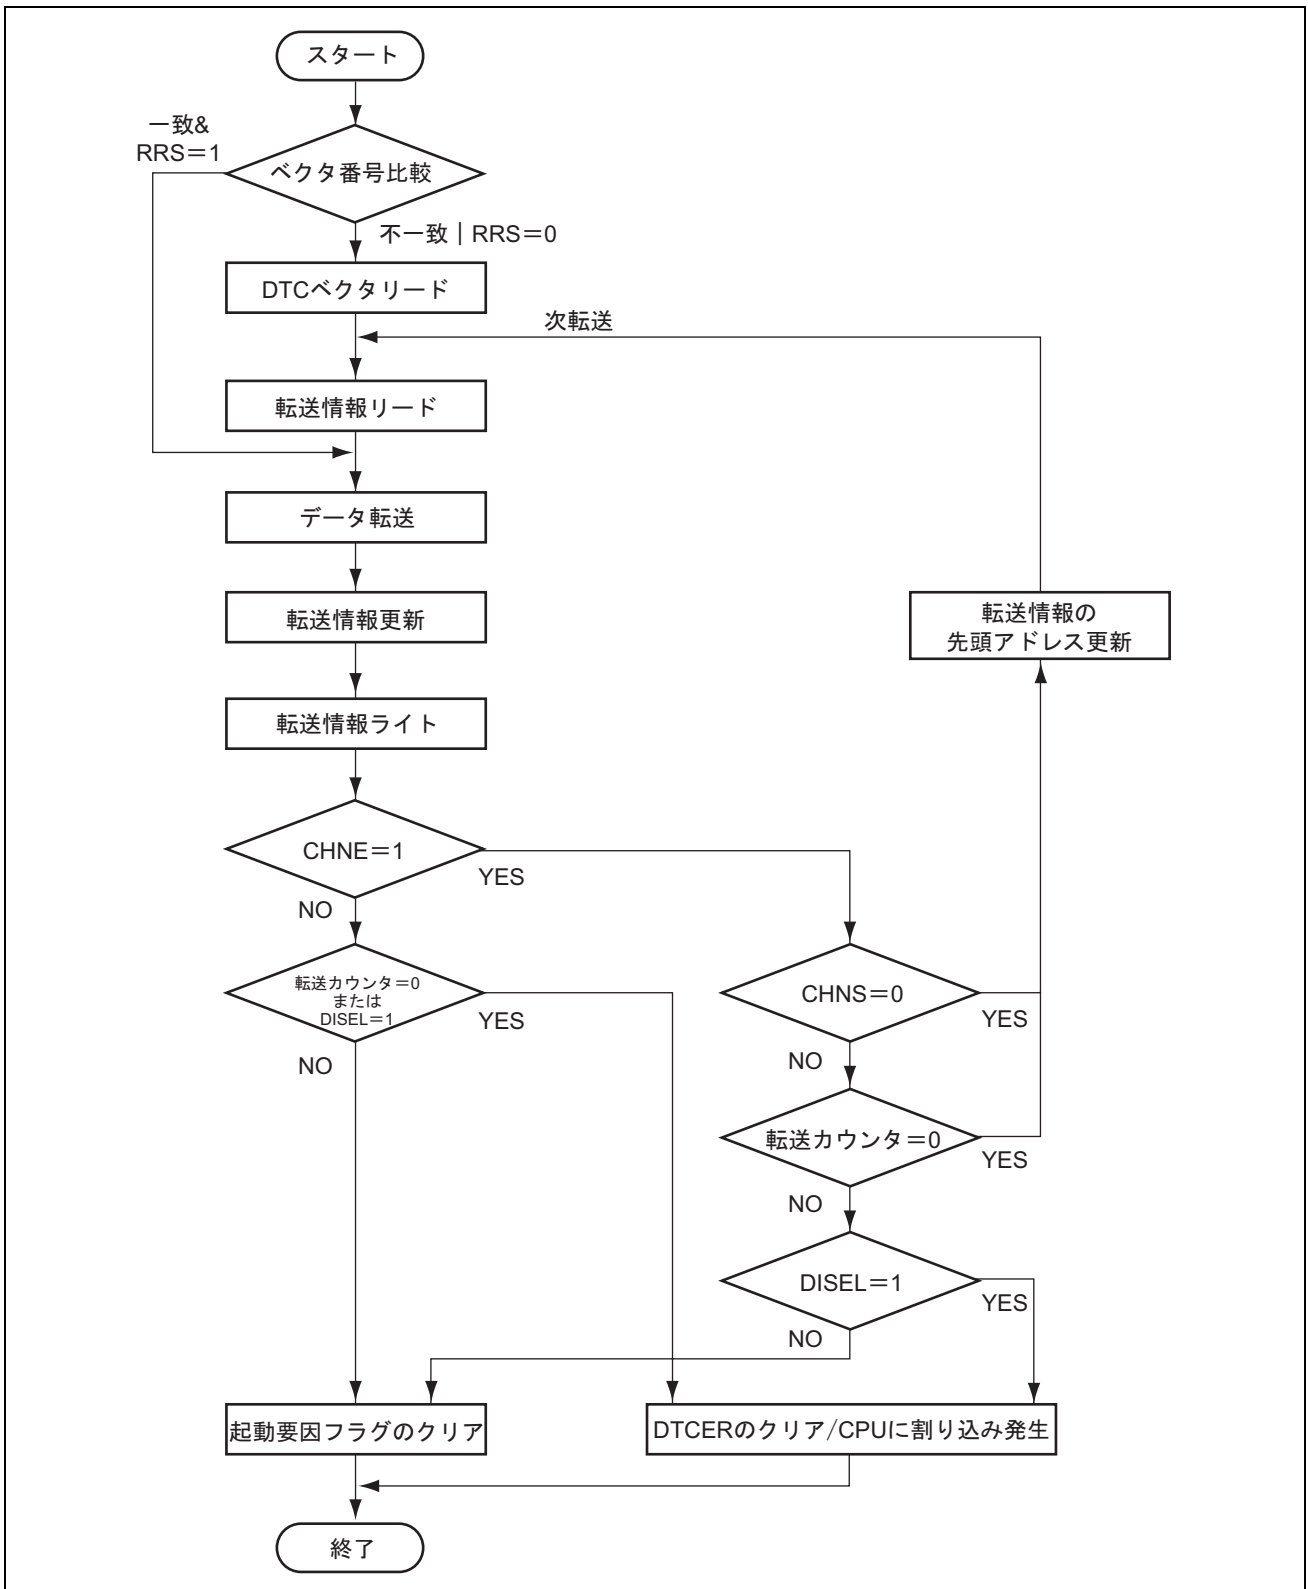 スタート
一致&
RRS=1
ベクタ番号比較
不一致 | RRS=0
DTCベクタリード
次転送
転送情報リード
データ転送
転送情報更新
転送情報の
先頭アドレス更新
転送情報ライト
CHNE=1
YES
NO
転送カウンタ=0
または
DISEL=1
YES
NO
CHNS=0
YES
NO
転送カウンタ=0
YES
NO
DISEL=1
YES
NO
起動要因フラグのクリア
DTCERのクリア/CPUに割り込み発生
終了